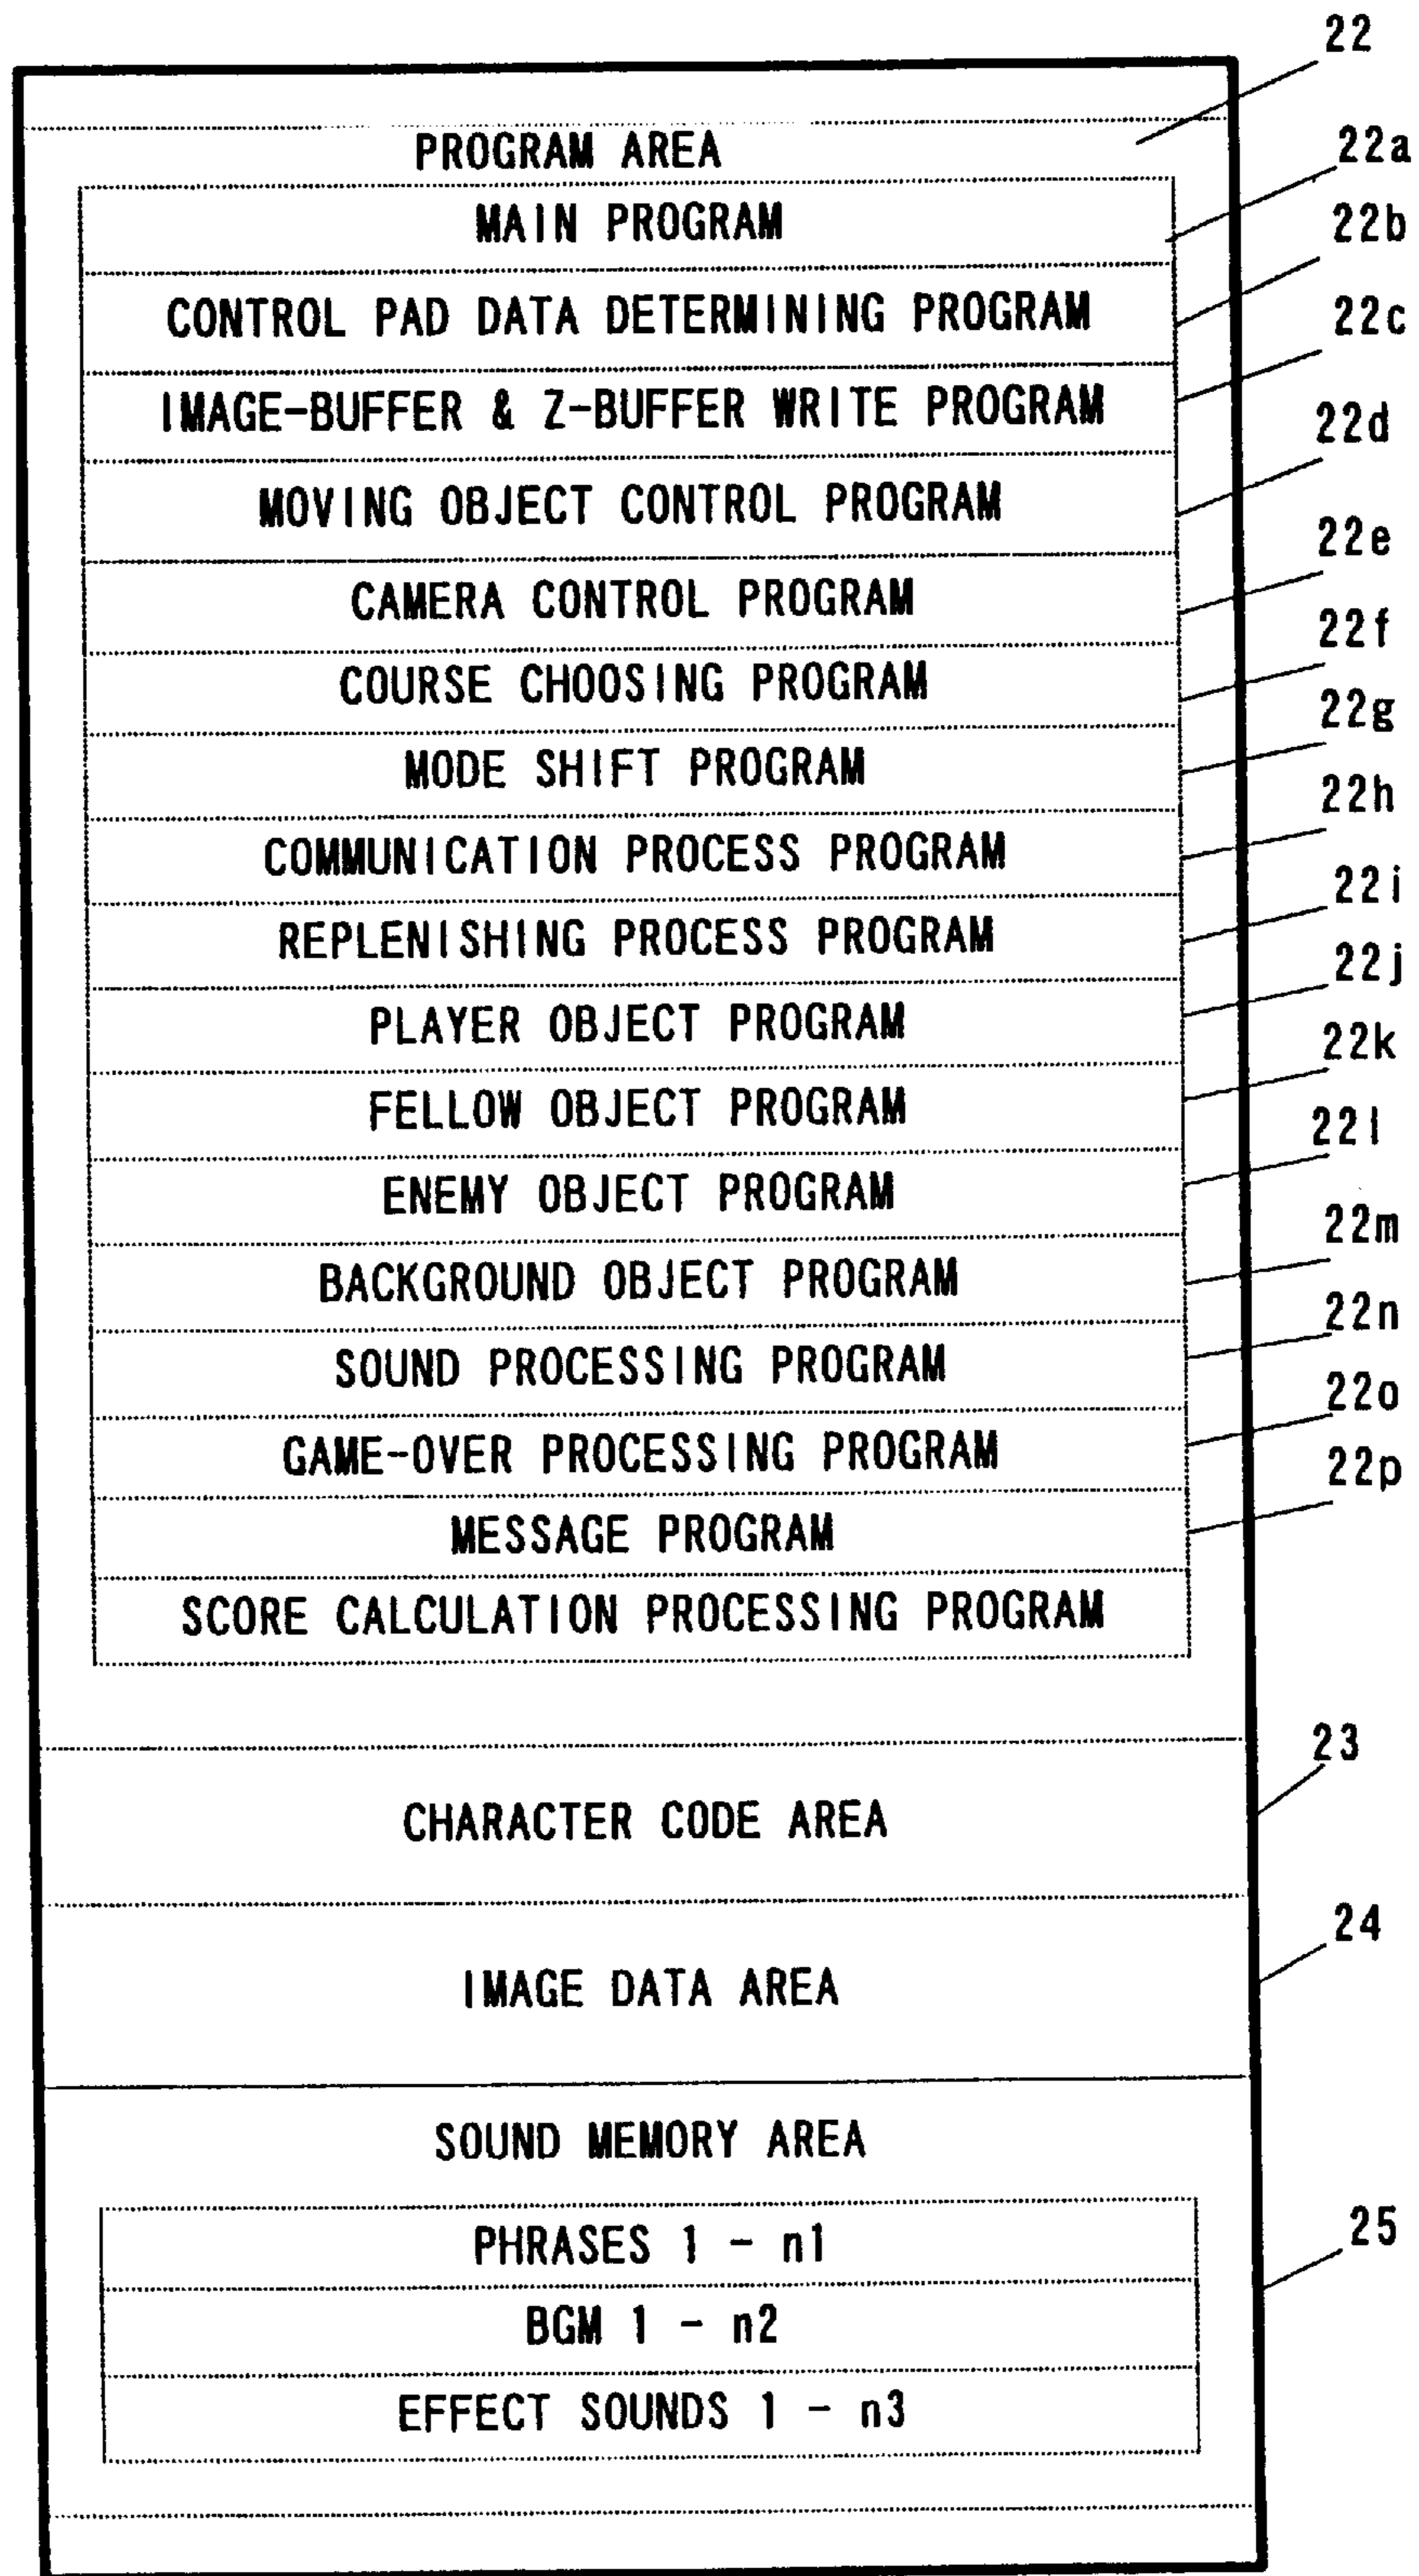 22
PROGRAM AREA
22a
MAIN PROGRAM
22b
CONTROL PAD DATA DETERMINING PROGRAM
22c
IMAGE-BUFFER & Z-BUFFER WRITE PROGRAM
22d
MOVING OBJECT CONTROL PROGRAM
22e
CAMERA CONTROL PROGRAM
22f
COURSE CHOOSING PROGRAM
22g
MODE SHIFT PROGRAM
22h
COMMUNICATION PROCESS PROGRAM
22i
REPLENISHING PROCESS PROGRAM
22j
PLAYER OBJECT PROGRAM
22k
FELLOW OBJECT PROGRAM
22l
ENEMY OBJECT PROGRAM
22m
BACKGROUND OBJECT PROGRAM
22n
SOUND PROCESSING PROGRAM
22o
GAME-OVER PROCESSING PROGRAM
22p
MESSAGE PROGRAM
SCORE CALCULATION PROCESSING PROGRAM
23
CHARACTER CODE AREA
24
IMAGE DATA AREA
SOUND MEMORY AREA
25
PHRASES 1 - n1
BGM 1 - n2
EFFECT SOUNDS 1 - n3